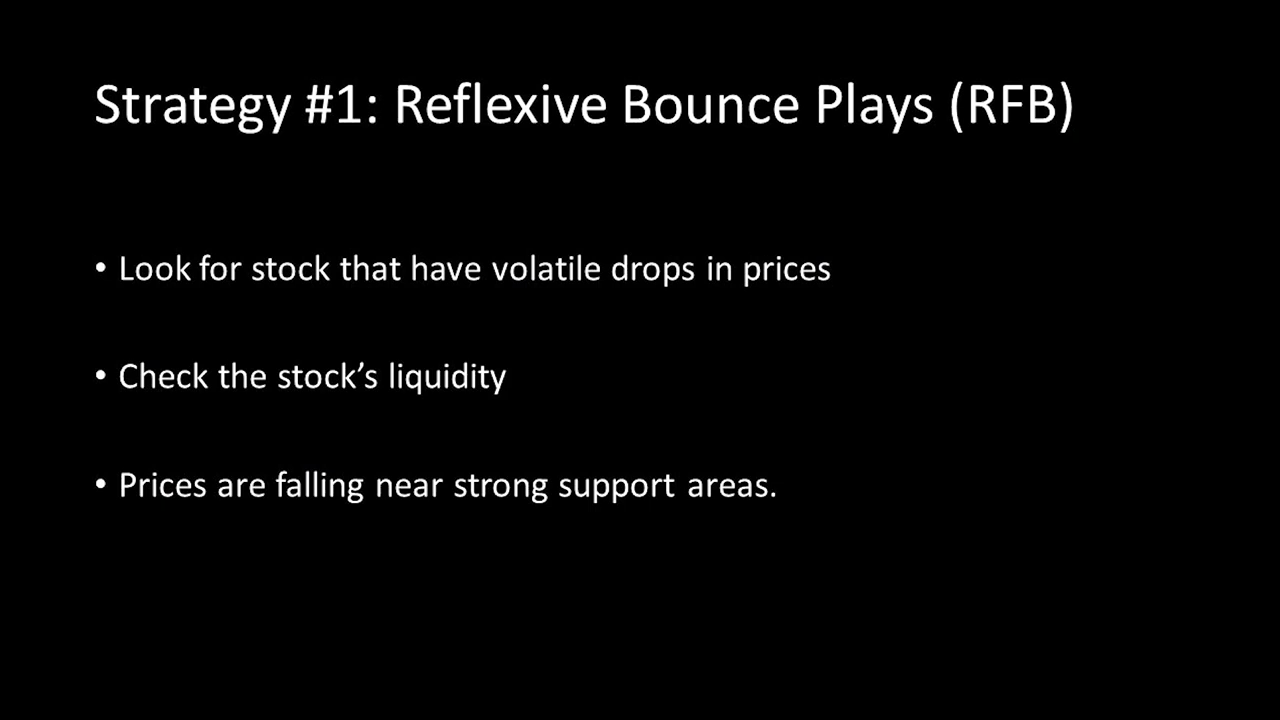 Strategy #1: Reflexive Bounce Plays (RFB)
• Look for stock that have volatile drops in prices
• Check the stock’s liquidity
• Prices are falling near strong support areas.